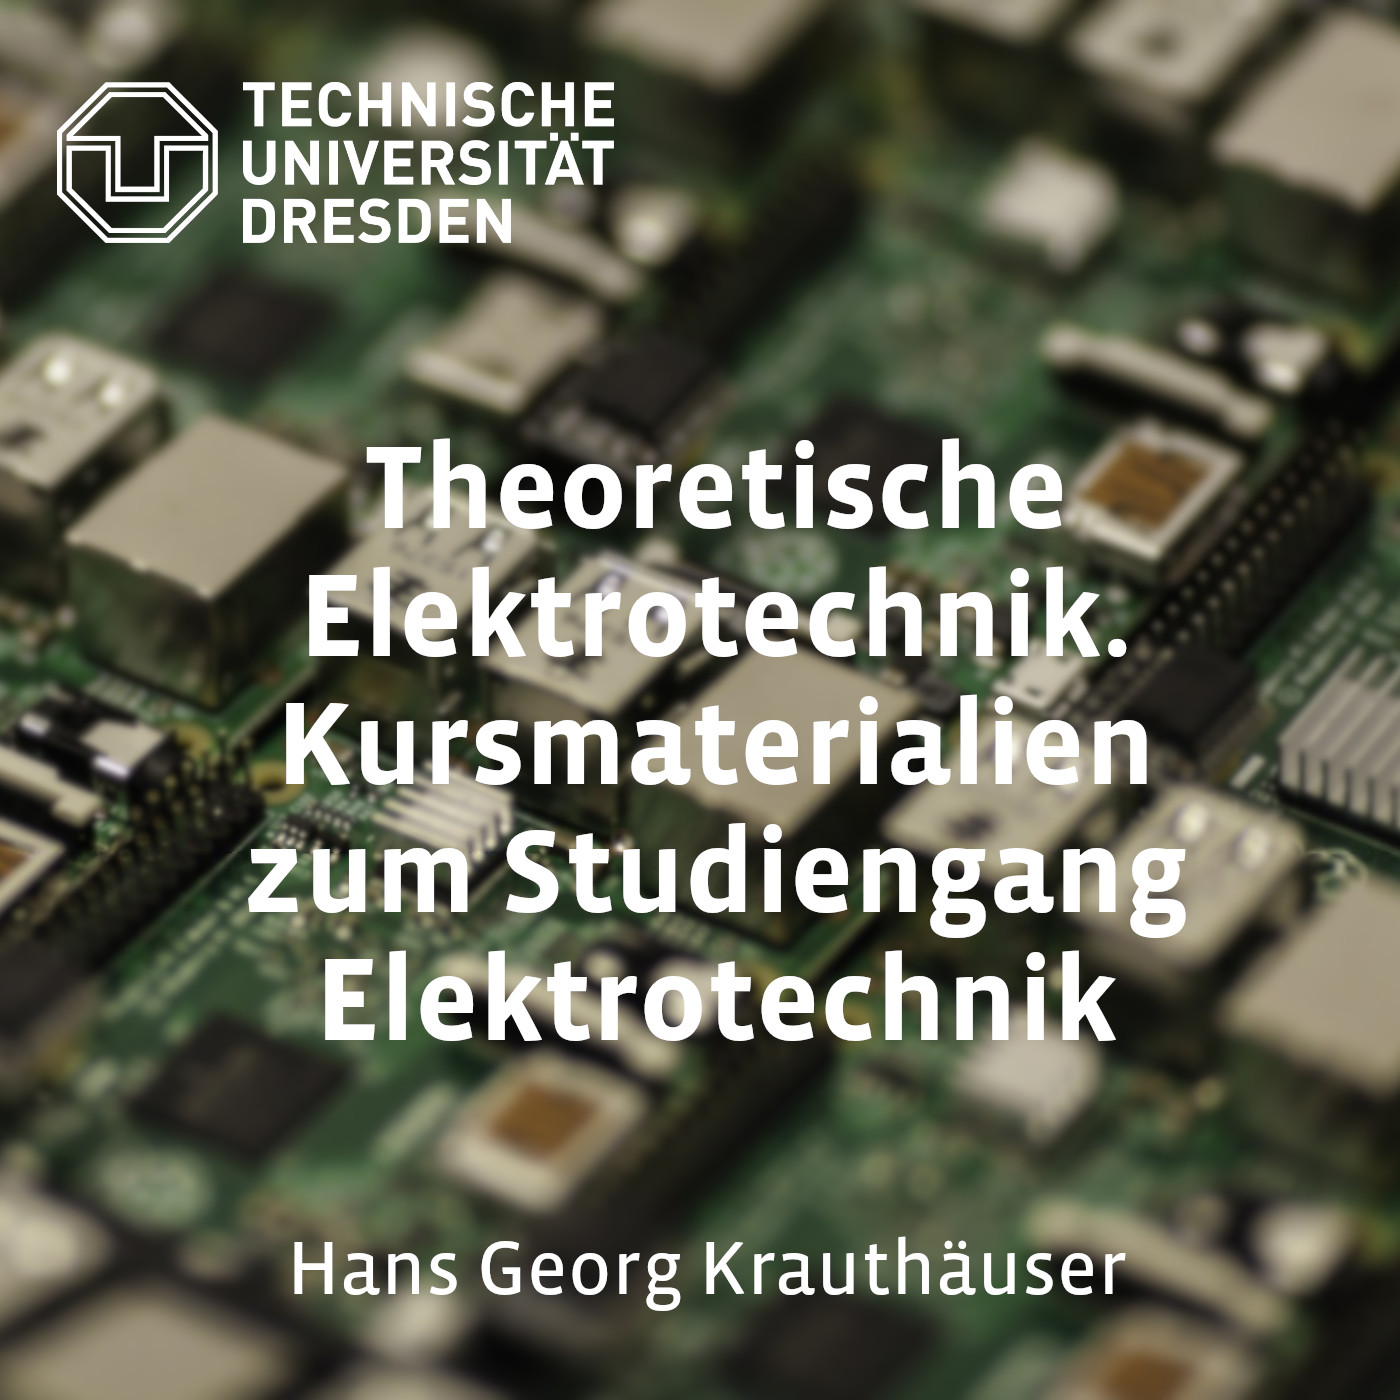 TECHNISCHE
UNIVERSITÄT
DRESDEN
Theoretische
Elektrotechnik.
Kursmaterialien
zum Studiengang
Elektrotechnik
Hans Georg Krauthäuser